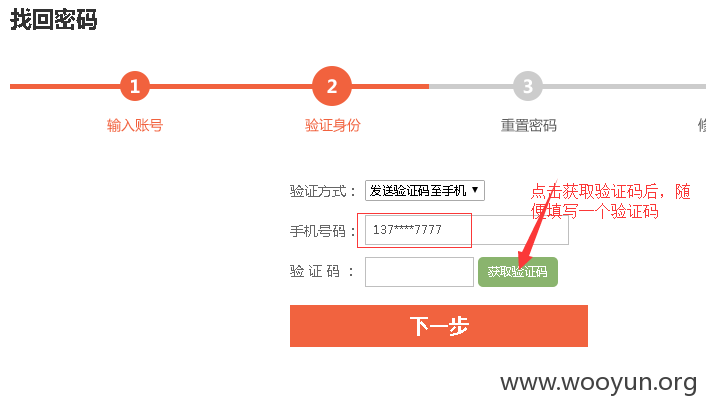 找回密码
1
2
3
输入账号
验证身份
重置密码
验证方式：
发送验证码至手机
点击获取验证码后，随
便填写一个验证码
手机号码：
137****7777
验 证 码 ：
获取验证码
下一步
www.wooyun.org